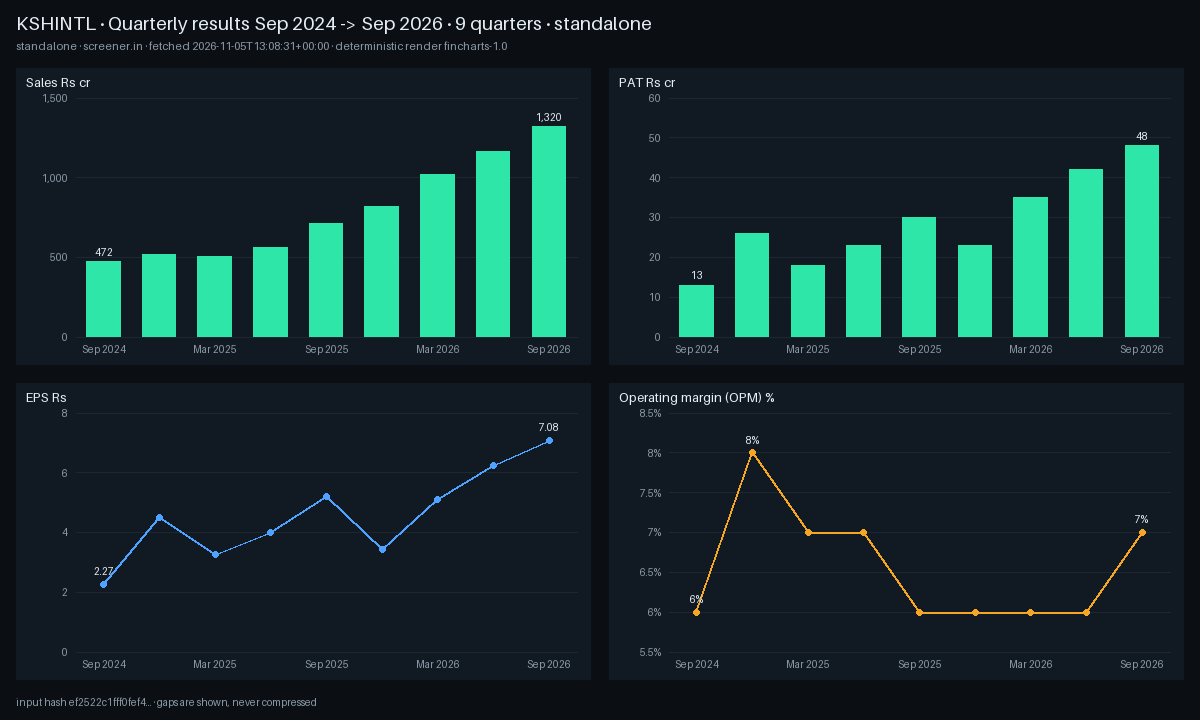 KSHINTL · Quarterly results Sep 2024 -> Sep 2026 · 9 quarters · standalone
standalone · screener.in · fetched 2026-11-05T13:08:31+00:00 · deterministic render fincharts-1.0
Sales Rs cr
1,500
1,000
500
0
472
1,320
Sep 2024
Mar 2025
Sep 2025
Mar 2026
Sep 2026
PAT Rs cr
60
50
40
30
20
10
0
13
48
Sep 2024
Mar 2025
Sep 2025
Mar 2026
Sep 2026
EPS Rs
8
6
4
2
0
2.27
7.08
Sep 2024
Mar 2025
Sep 2025
Mar 2026
Sep 2026
Operating margin (OPM) %
8.5%
8%
7.5%
7%
6.5%
6%
5.5%
6%
8%
7%
Sep 2024
Mar 2025
Sep 2025
Mar 2026
Sep 2026
input hash ef2522c1fff0fef4... · gaps are shown, never compressed